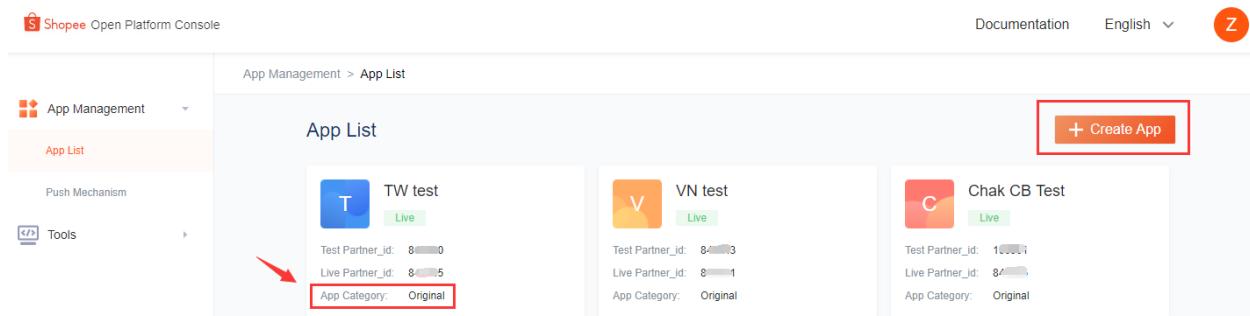 Shopee Open Platform Console
Documentation English Z
App Management > App List
App Management
App List
Push Mechanism
Tools
App List
+ Create App
T TW test
Live
Test Partner_id:
Live Partner_id:
App Category: Original
V VN test
Live
Test Partner_id:
Live Partner_id:
App Category: Original
C Chak CB Test
Live
Test Partner_id:
Live Partner_id:
App Category: Original